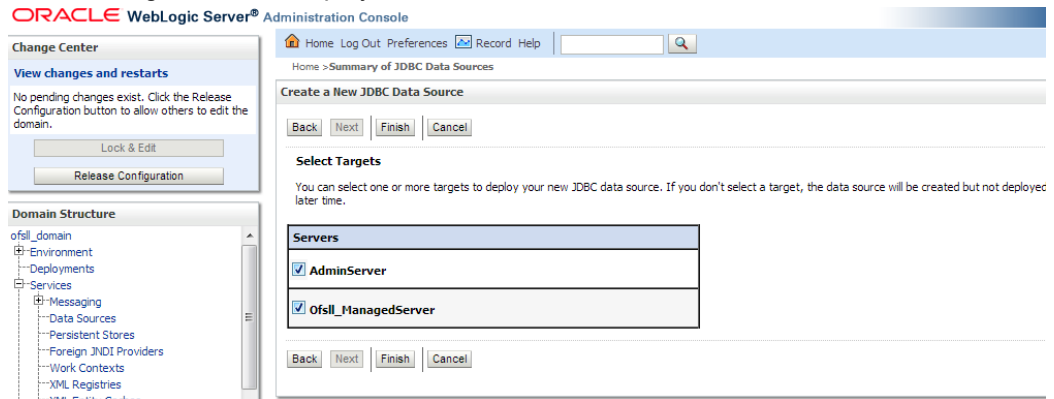 ORACLE WebLogic Server® Administration Console
Change Center
View changes and restarts
No pending changes exist. Click the Release
Configuration button to allow others to edit the
domain.
Lock & Edit
Release Configuration
Domain Structure
ofsll_domain
Environment
Deployments
Services
Messaging
Data Sources
Persistent Stores
Foreign JNDI Providers
Work Contexts
XML Registries
Home Log Out Preferences Record Help
Home >Summary of JDBC Data Sources
Create a New JDBC Data Source
Back Next Finish Cancel
Select Targets
You can select one or more targets to deploy your new JDBC data source. If you don't select a target, the data source will be created but not deployed
later time.
Servers
AdminServer
Ofsll_ManagedServer
Back Next Finish Cancel